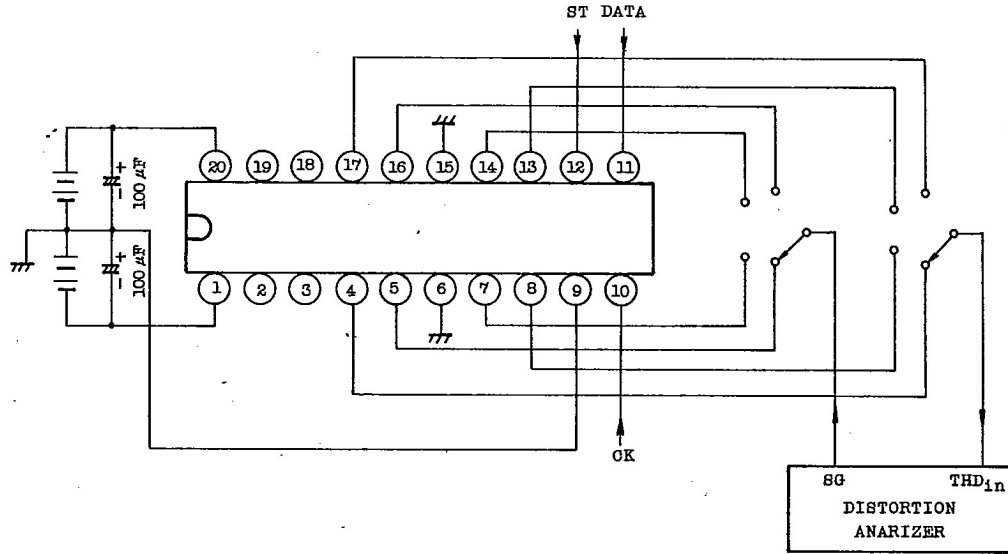 ST DATA
20 19 18 17 16 15 14 13 12 11
+
100 µF
-
+
100 µF
-
1 2 3 4 5 6 7 8 9 10
CK
SG THDin
DISTORTION
ANARIZER